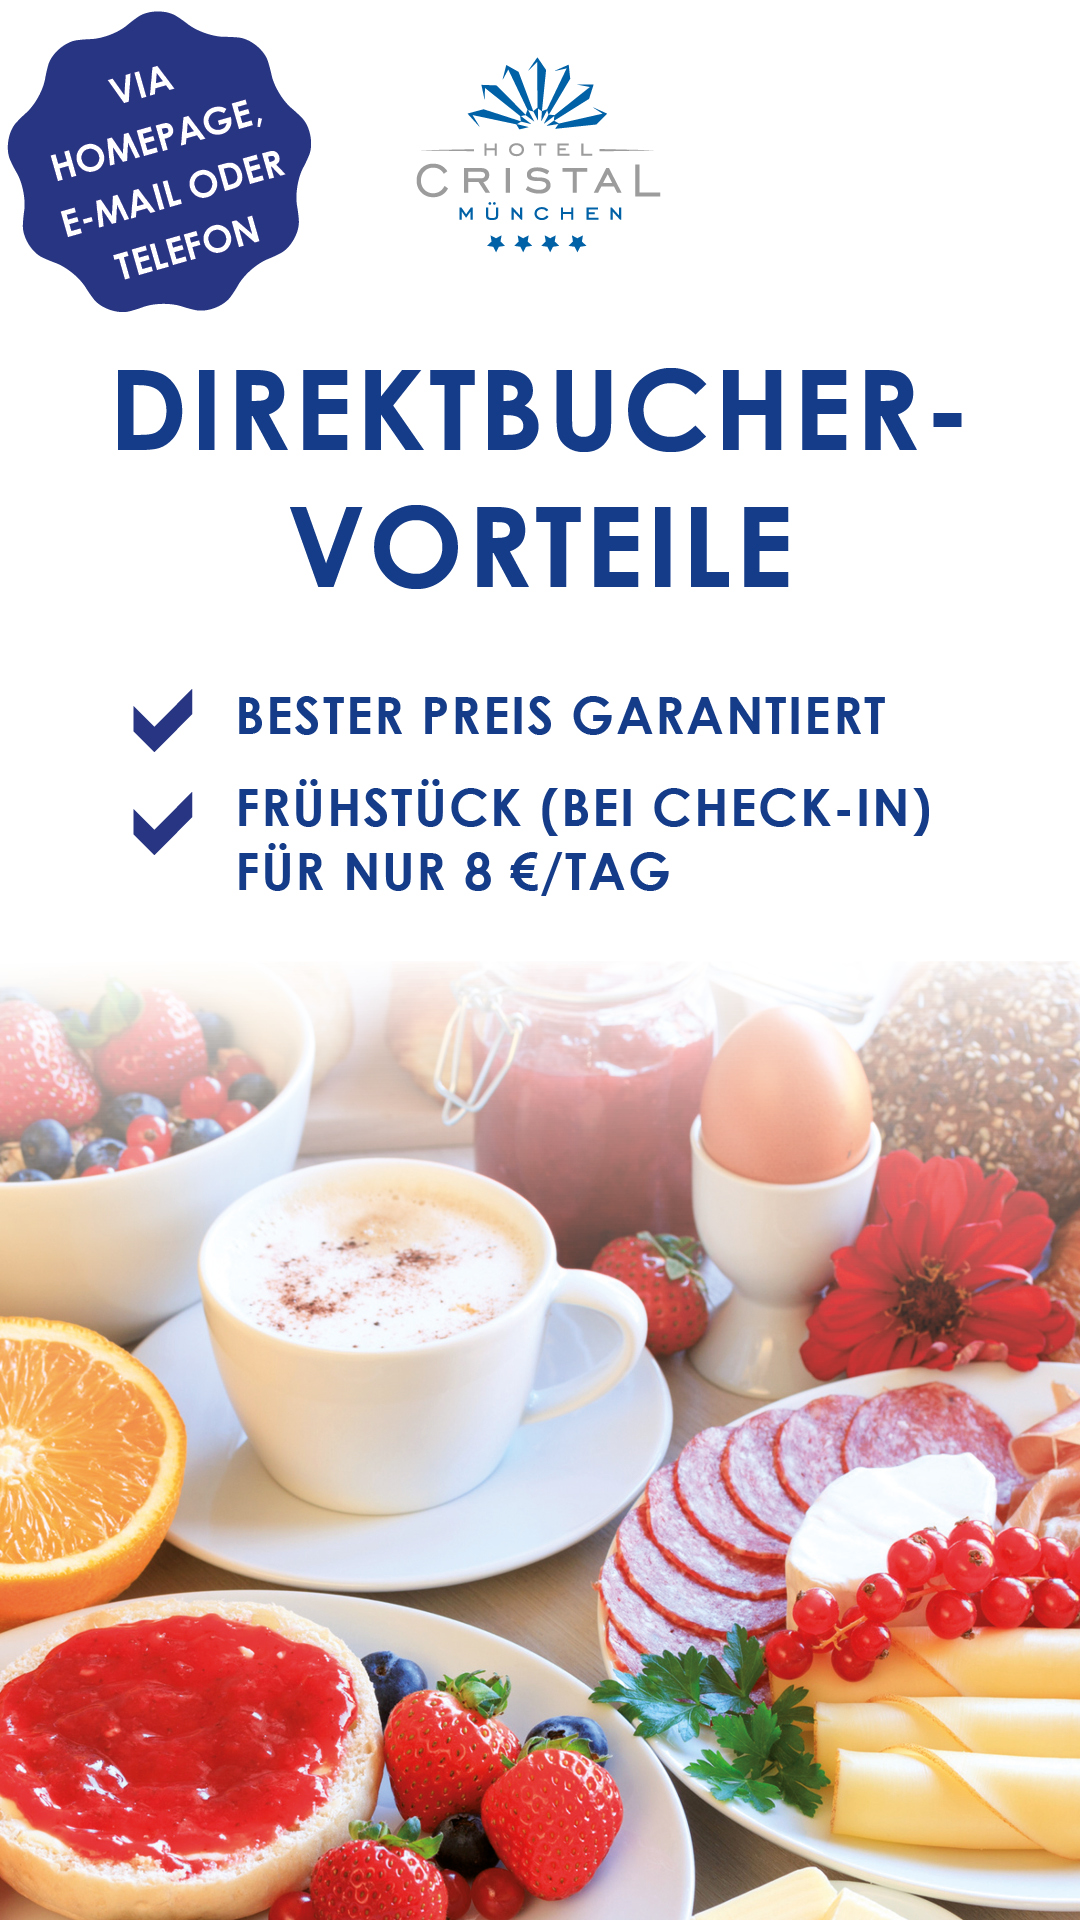 VIA
HOMEPAGE,
E-MAIL ODER
TELEFON
HOTEL
CRISTAL
MÜNCHEN
DIREKTBUCHER-
VORTEILE
BESTER PREIS GARANTIERT
FRÜHSTÜCK (BEI CHECK-IN)
FÜR NUR 8 €/TAG